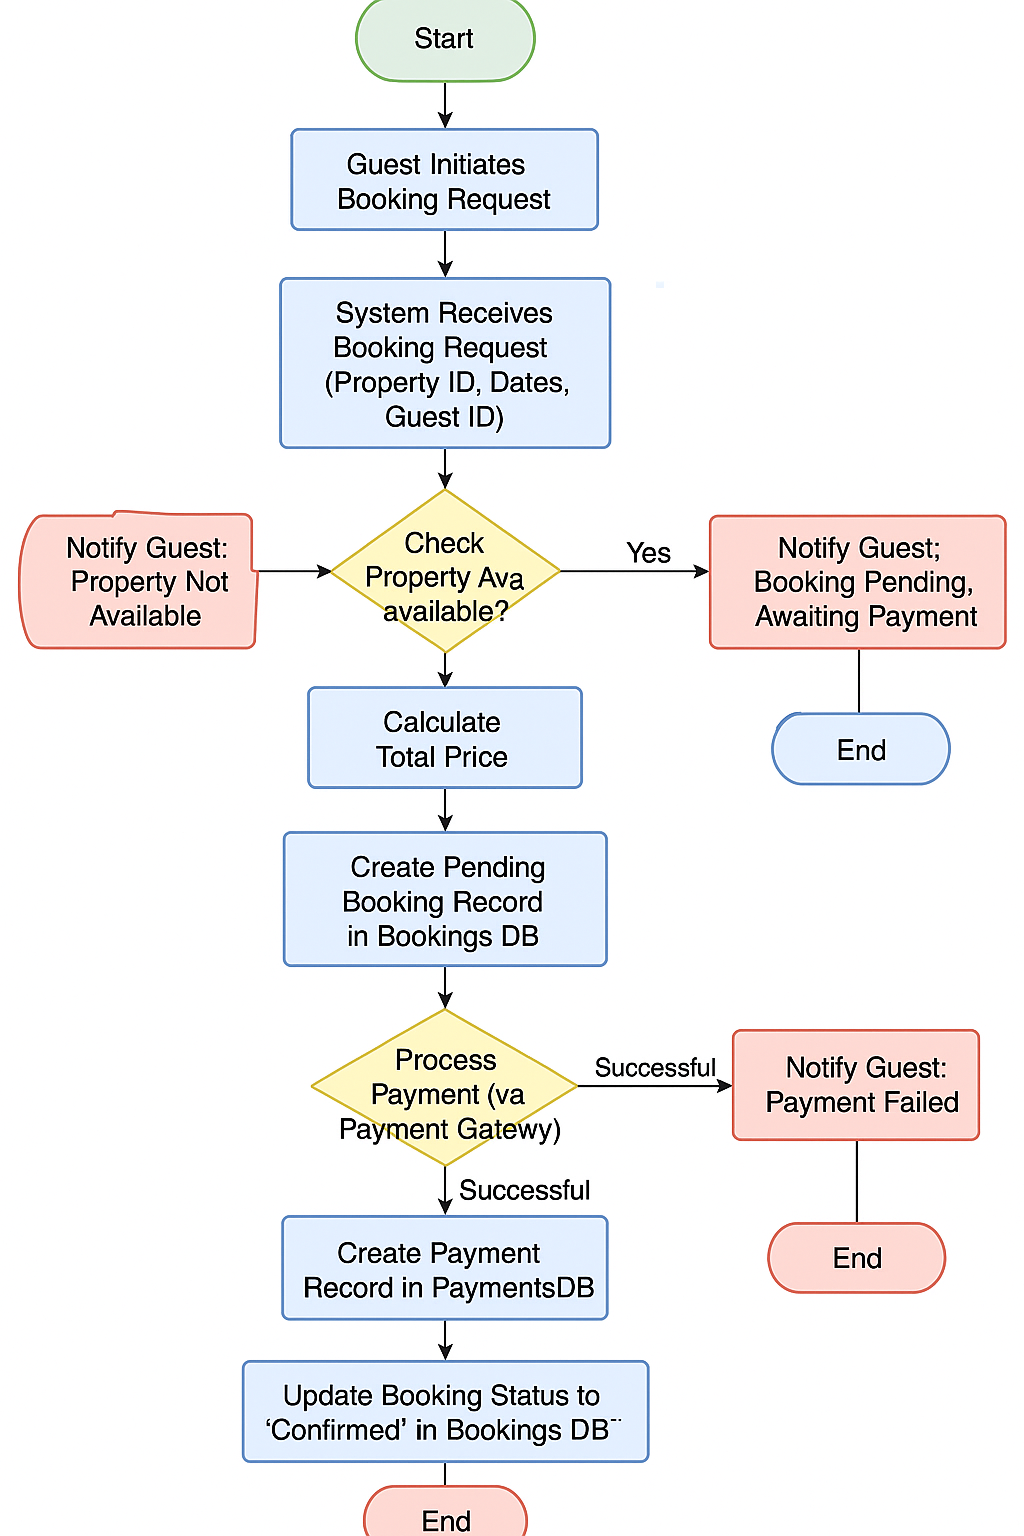 Start
Guest Initiates
Booking Request
System Receives
Booking Request
(Property ID, Dates,
Guest ID)
Notify Guest:
Property Not
Available
Check
Property Ava
available?
Yes
Notify Guest;
Booking Pending,
Awaiting Payment
End
Calculate
Total Price
Create Pending
Booking Record
in Bookings DB
Process
Payment (va
Payment Gatewy)
Successful
Notify Guest:
Payment Failed
End
Successful
Create Payment
Record in PaymentsDB
Update Booking Status to
‘Confirmed’ in Bookings DB
End